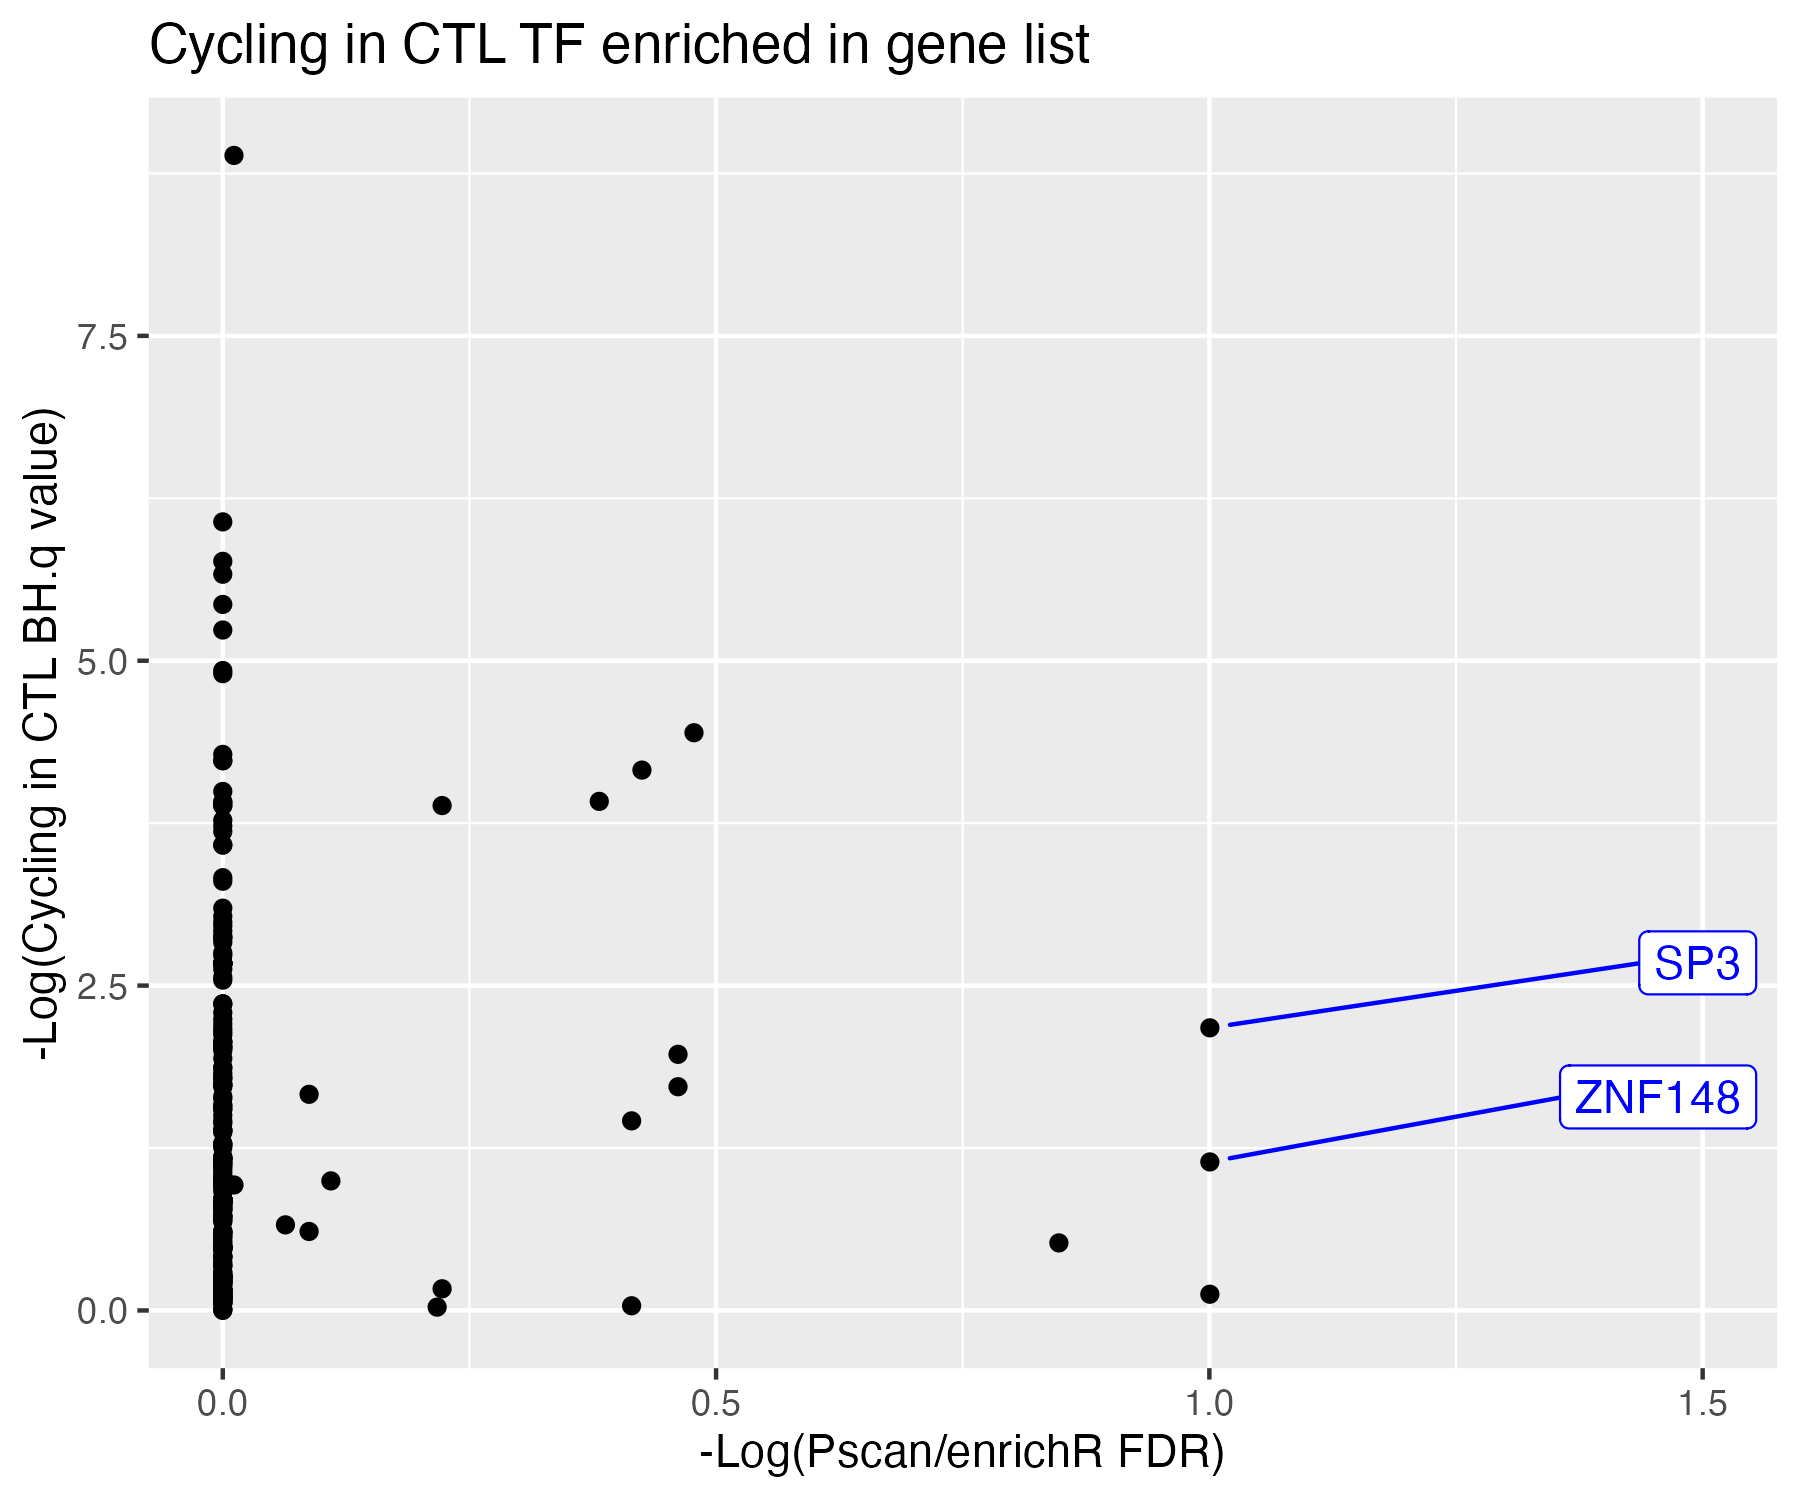 Cycling in CTL TF enriched in gene list
-Log(Cycling in CTL BH.q value)
7.5
5.0
2.5
0.0
SP3
ZNF148
0.0
0.5
1.0
1.5
-Log(Pscan/enrichR FDR)